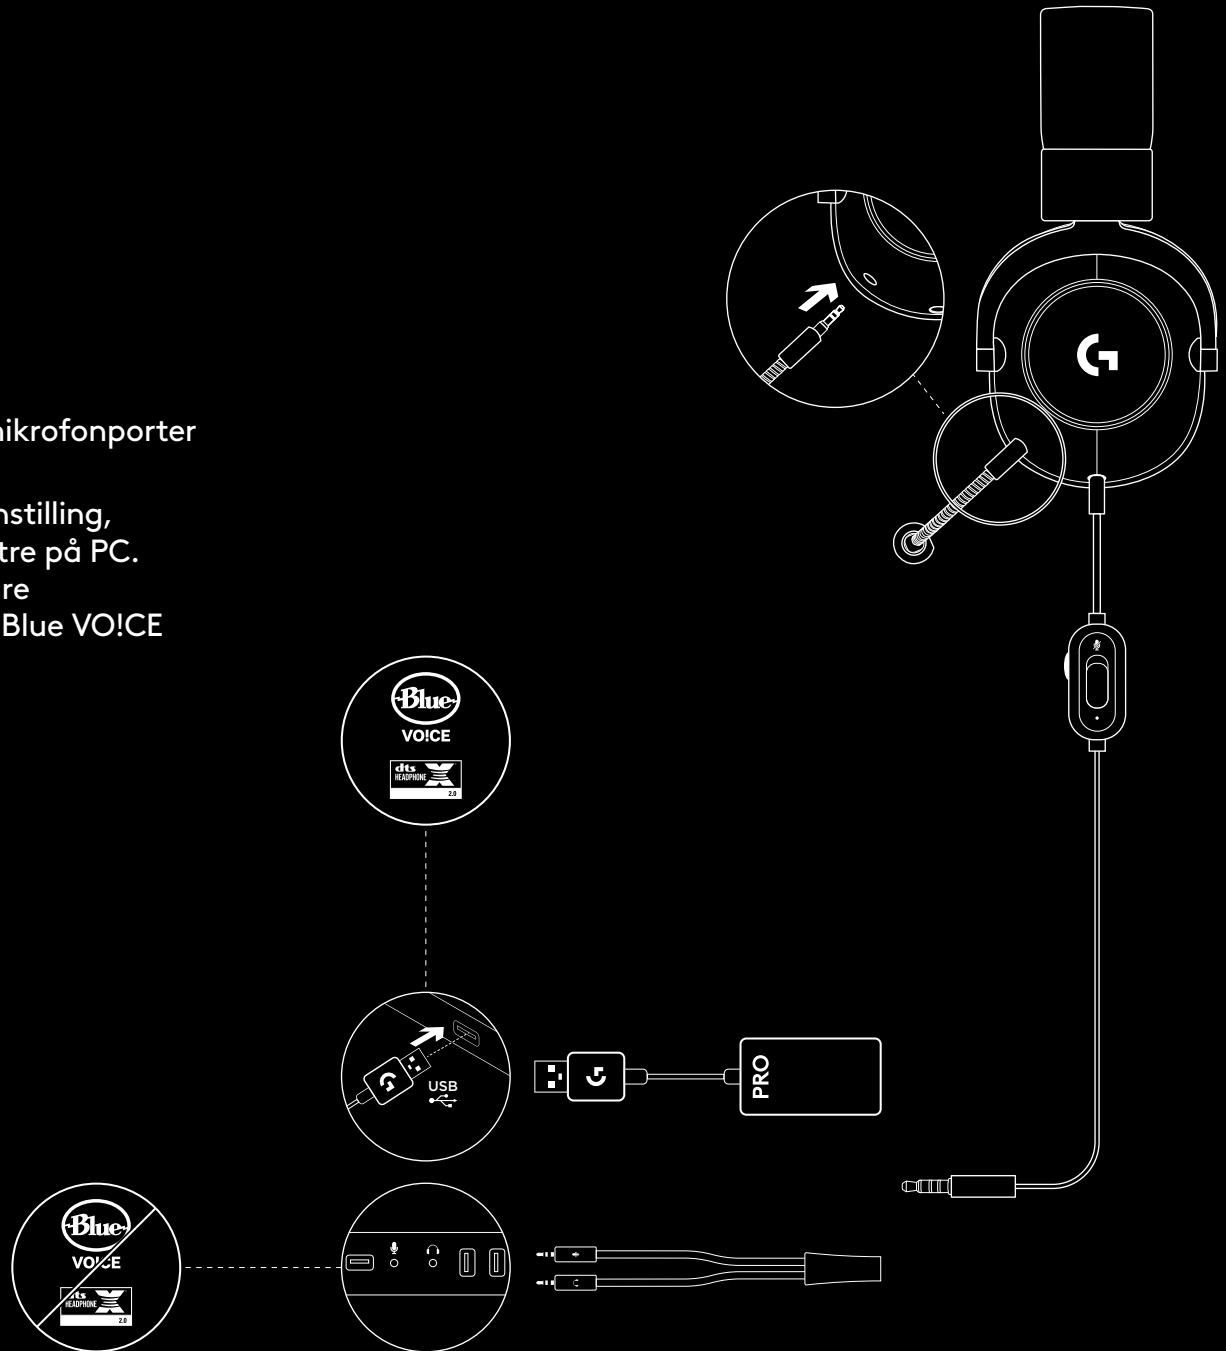 ikrofonporter
nstilling,
tre på PC.
re
Blue VO!CE
Blue
VO!CE
dts
HEADPHONE X
2.0
USB
PRO
Blue
VO!CE
dts
HEADPHONE X
2.0